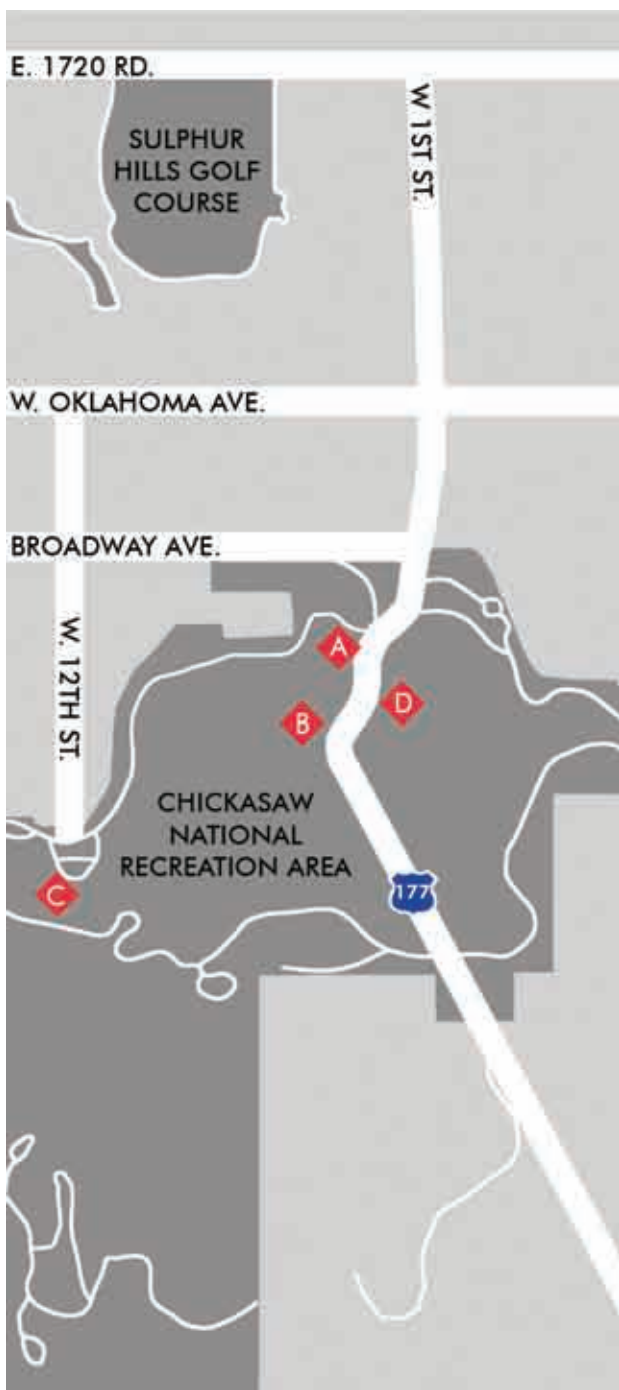 E. 1720 RD.
W 1ST ST.
SULPHUR
HILLS GOLF
COURSE
W. OKLAHOMA AVE.
BROADWAY AVE.
W. 12TH ST.
A
D
B
CHICKASAW
NATIONAL
RECREATION AREA
177
C